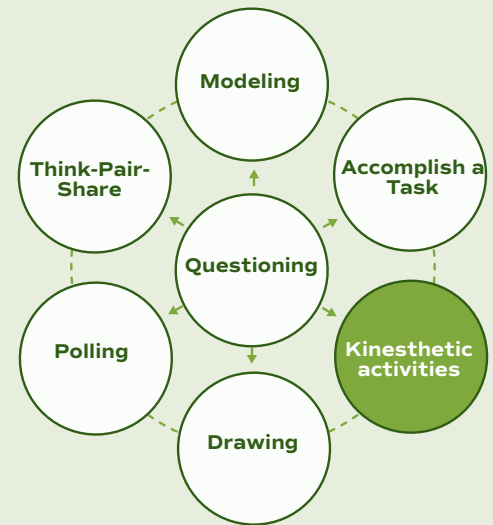 Modeling
Think-Pair-
Share
Accomplish a
Task
Questioning
Polling
Kinesthetic
activities
Drawing